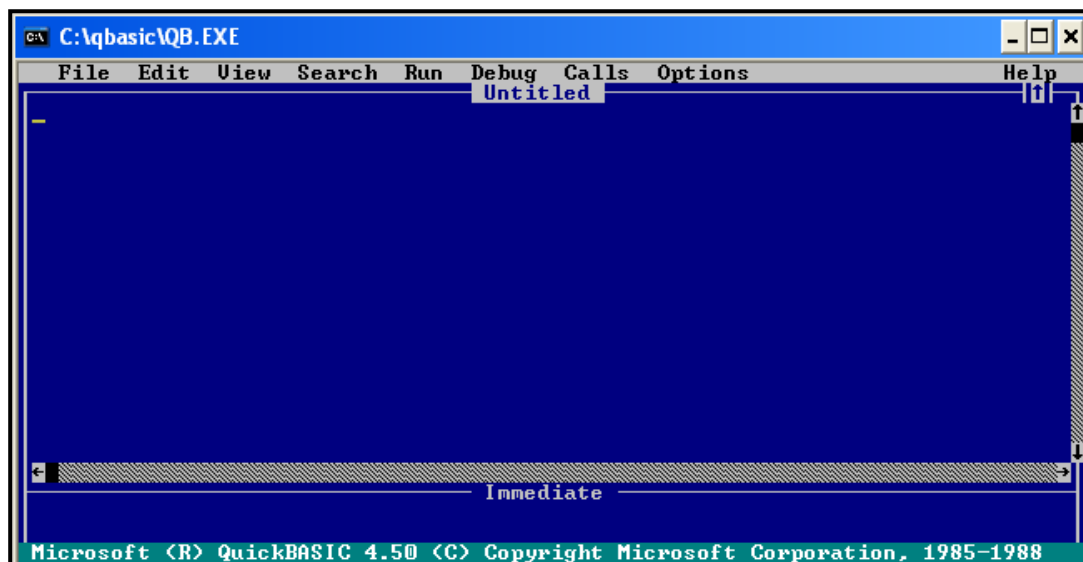 C:\qbasic\QB.EXE
File Edit View Search Run Debug Calls Options Help
Untitled
Immediate
Microsoft (R) QuickBASIC 4.50 (C) Copyright Microsoft Corporation, 1985-1988